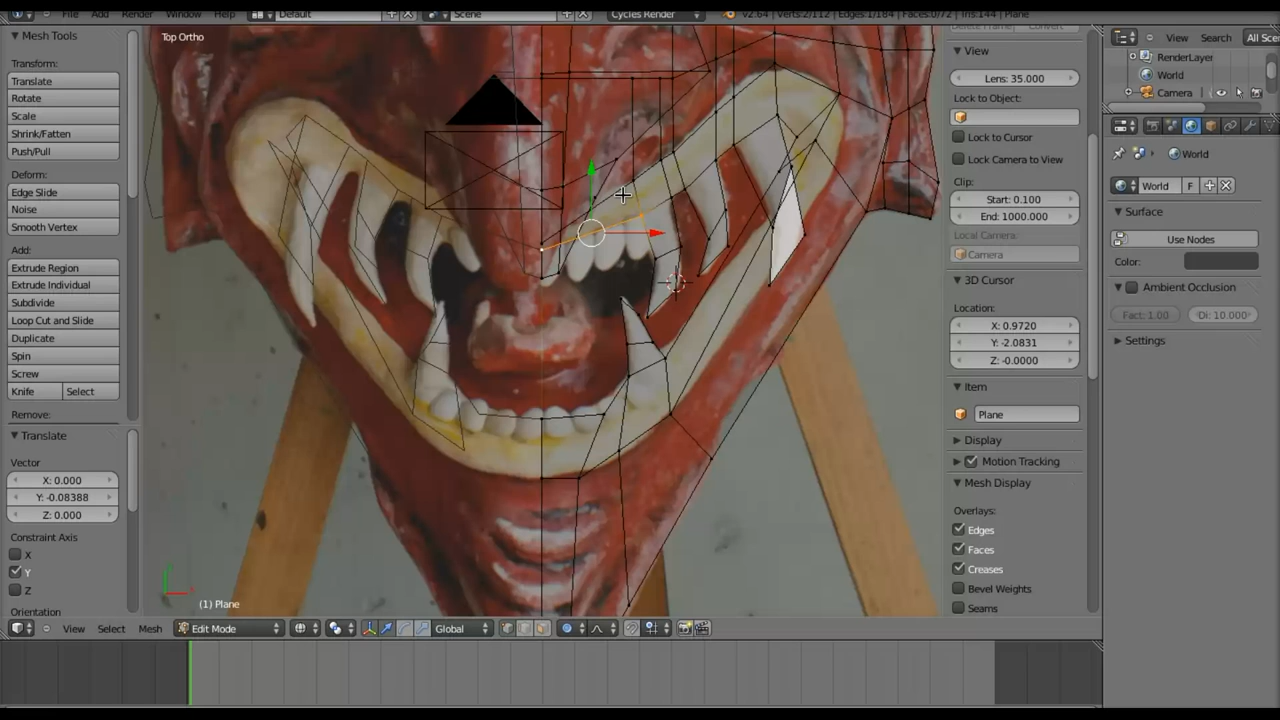 File Add Render Window Help Default Scene Cycles Render v2.64 | Verts:2/112 | Edges:1/184 | Faces:0/72 | Tris:144 | Plane
Mesh Tools
Transform:
Translate
Rotate
Scale
Shrink/Fatten
Push/Pull
Deform:
Edge Slide
Noise
Smooth Vertex
Add:
Extrude Region
Extrude Individual
Subdivide
Loop Cut and Slide
Duplicate
Spin
Screw
Knife Select
Remove:
Translate
Vector
X: 0.000
Y: -0.08388
Z: 0.000
Constraint Axis
X
Y
Z
Orientation
Top Ortho
(1) Plane
View Select Mesh Edit Mode Global
View
Lens: 35.000
Lock to Object:
Lock to Cursor
Lock Camera to View
Clip:
Start: 0.100
End: 1000.000
Local Camera:
Camera
3D Cursor
Location:
X: 0.9720
Y: -2.0831
Z: -0.0000
Item
Plane
Display
Motion Tracking
Mesh Display
Overlays:
Edges
Faces
Creases
Bevel Weights
Seams
View Search All Scen
RenderLayer
World
Camera
World
World F
Surface
Use Nodes
Color:
Ambient Occlusion
Fact: 1.00 Di: 10.000
Settings